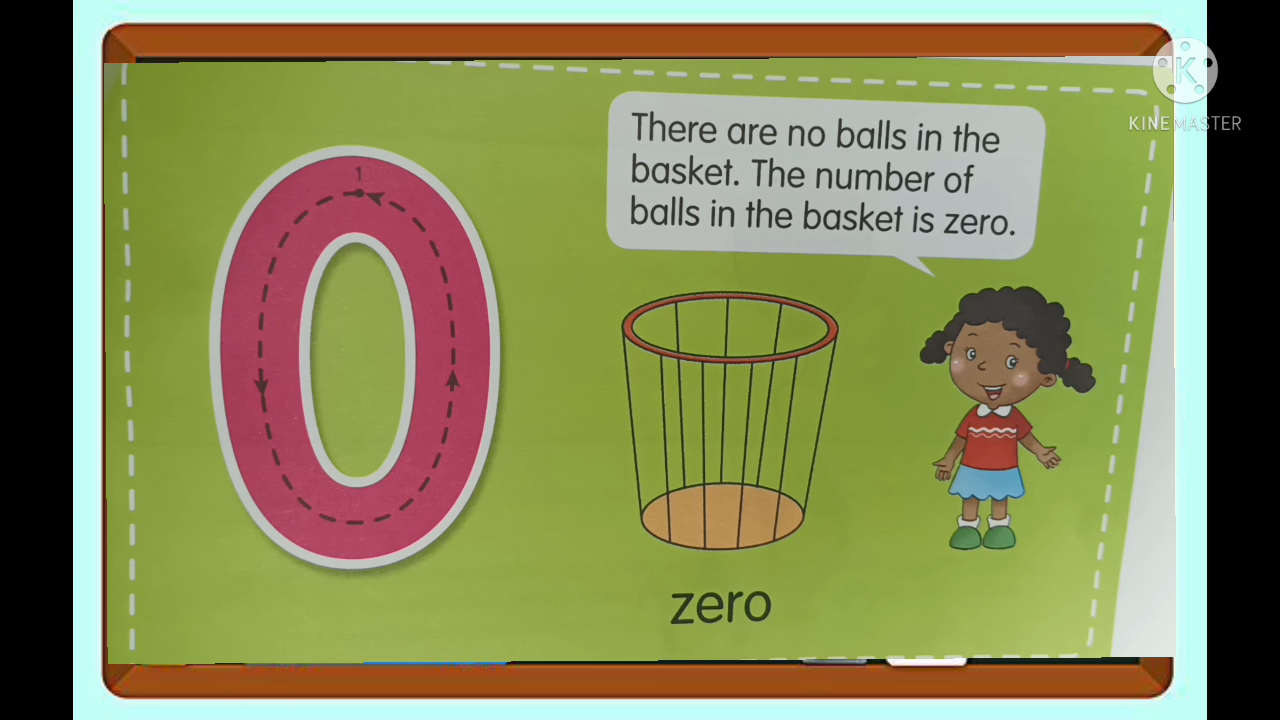 There are no balls in the
basket. The number of
balls in the basket is zero.
1
0
zero
K
KINEMASTER